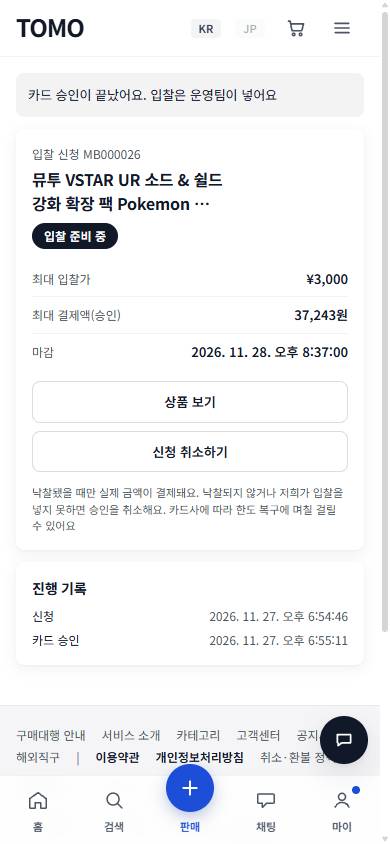 TOMO
KR
JP
카드 승인이 끝났어요. 입찰은 운영팀이 넣어요
입찰 신청 MB000026
뮤투 VSTAR UR 소드 & 쉴드
강화 확장 팩 Pokemon …
입찰 준비 중
최대 입찰가 ¥3,000
최대 결제액(승인) 37,243원
마감 2026. 11. 28. 오후 8:37:00
상품 보기
신청 취소하기
낙찰됐을 때만 실제 금액이 결제돼요. 낙찰되지 않거나 저희가 입찰을
넣지 못하면 승인을 취소해요. 카드사에 따라 한도 복구에 며칠 걸릴
수 있어요
진행 기록
신청 2026. 11. 27. 오후 6:54:46
카드 승인 2026. 11. 27. 오후 6:55:11
구매대행 안내 서비스 소개 카테고리 고객센터 공지
해외직구 | 이용약관 개인정보처리방침 취소·환불
홈 검색 판매 채팅 마이